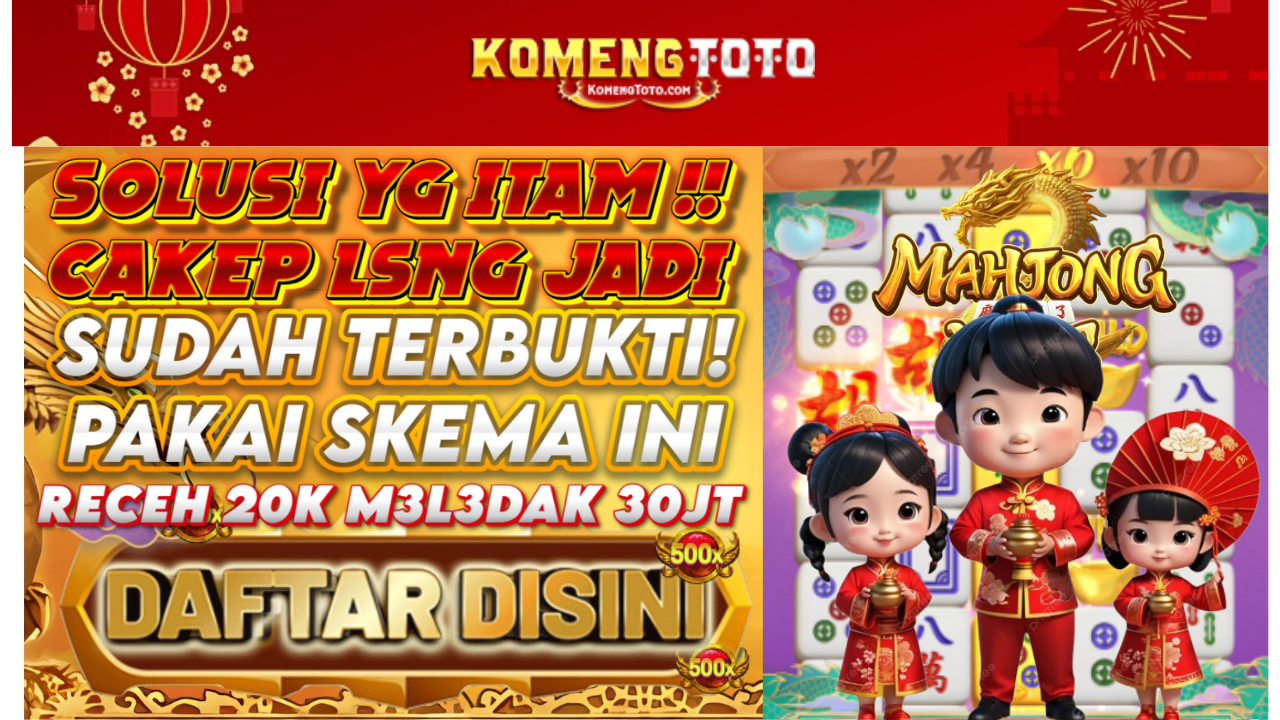 KOMENGTOTO
KOMENGTOTO.COM
SOLUSI YG ITAM !!
CAKEP LSNG JADI
SUDAH TERBUKTI!
PAKAI SKEMA INI
RECEH 20K M3L3DAK 30JT
500x
DAFTAR DISINI
500x
x2 x4 x6 x10
MAHJONG